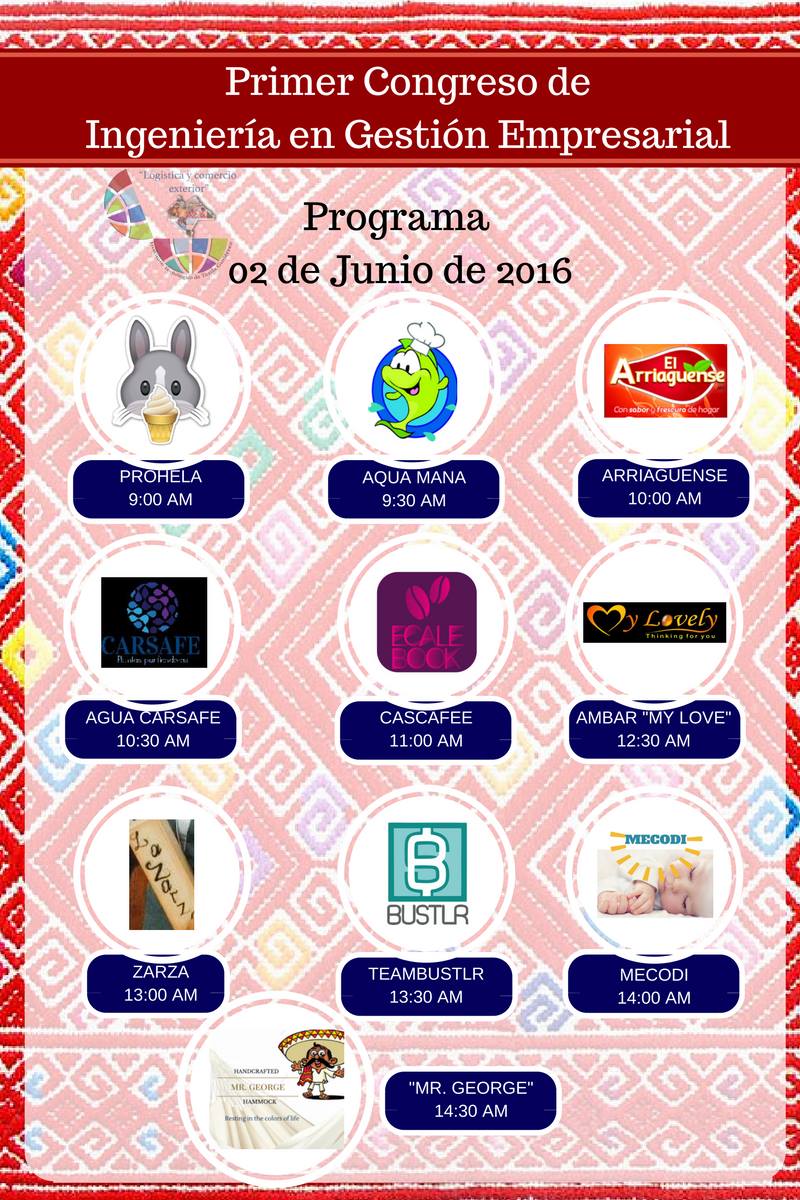 Primer Congreso de
Ingeniería en Gestión Empresarial
"Logística y comercio
exterior"
Programa
02 de Junio de 2016
El
Arriaguense
Con sabor y frescura de hogar
PROHELA
9:00 AM
AQUA MANA
9:30 AM
ARRIAGUENSE
10:00 AM
CARSAFE
Plantas purificadoras
ECALE
BOOK
My Lovely
Thinking for you
AGUA CARSAFE
10:30 AM
CASCAFEE
11:00 AM
AMBAR "MY LOVE"
12:30 AM
BUSTLR
MECODI
ZARZA
13:00 AM
TEAMBUSTLR
13:30 AM
MECODI
14:00 AM
HANDCRAFTED
MR. GEORGE
HAMMOCK
Resting in the colors of life
"MR. GEORGE"
14:30 AM